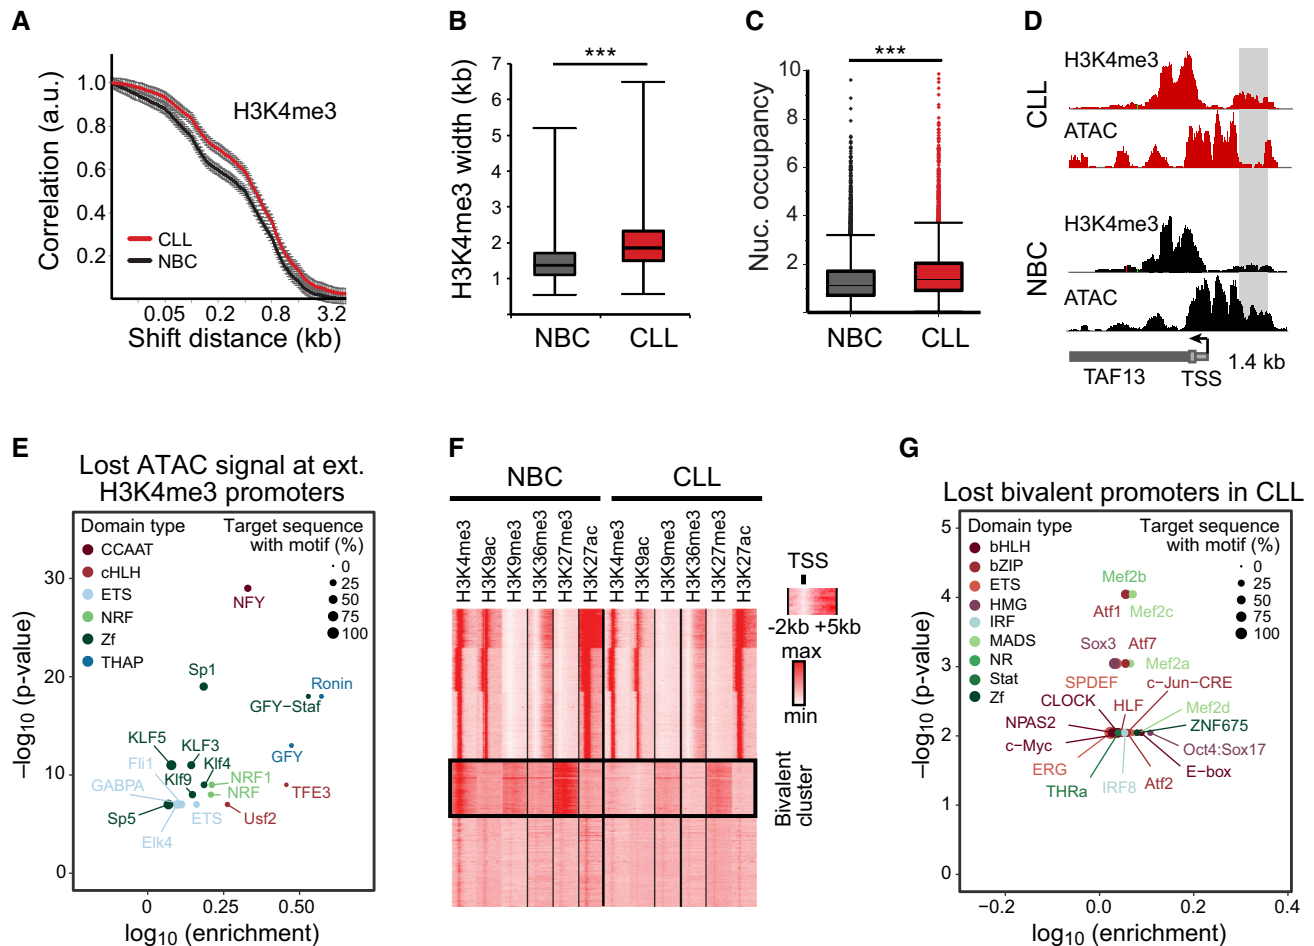 A
Correlation (a.u.)
1.0
0.8
0.6
0.4
0.2
H3K4me3
CLL
NBC
0.05 0.2 0.8 3.2
Shift distance (kb)
B
H3K4me3 width (kb)
***
7
6
5
4
3
2
1
NBC CLL
C
Nuc. occupancy
***
10
8
6
4
2
NBC CLL
D
CLL
H3K4me3
ATAC
NBC
H3K4me3
ATAC
TAF13
TSS
1.4 kb
E
Lost ATAC signal at ext.
H3K4me3 promoters
Domain type
CCAAT
cHLH
ETS
NRF
Zf
THAP
Target sequence
with motif (%)
0
25
50
75
100
–log10 (p-value)
30
20
10
0
NFY
Sp1
Ronin
GFY−Staf
GFY
KLF5
KLF3
Fli1
Klf9
Klf4
GABPA
NRF1
NRF
TFE3
Sp5
ETS
Usf2
Elk4
0 0.25 0.50
log10 (enrichment)
F
NBC CLL
H3K4me3
H3K9ac
H3K9me3
H3K36me3
H3K27me3
H3K27ac
H3K4me3
H3K9ac
H3K9me3
H3K36me3
H3K27me3
H3K27ac
TSS
-2kb +5kb
max
min
Bivalent
cluster
G
Lost bivalent promoters in CLL
Domain type
bHLH
bZIP
ETS
HMG
IRF
MADS
NR
Stat
Zf
Target sequence
with motif (%)
0
25
50
75
100
−log10 (p−value)
5
4
3
2
1
0
Mef2b
Atf1
Mef2c
Sox3
Atf7
Mef2a
SPDEF
c−Jun−CRE
CLOCK
HLF
Mef2d
NPAS2
ZNF675
c−Myc
Oct4:Sox17
ERG
E−box
THRa
IRF8
Atf2
−0.2 0.0 0.2 0.4
log10 (enrichment)